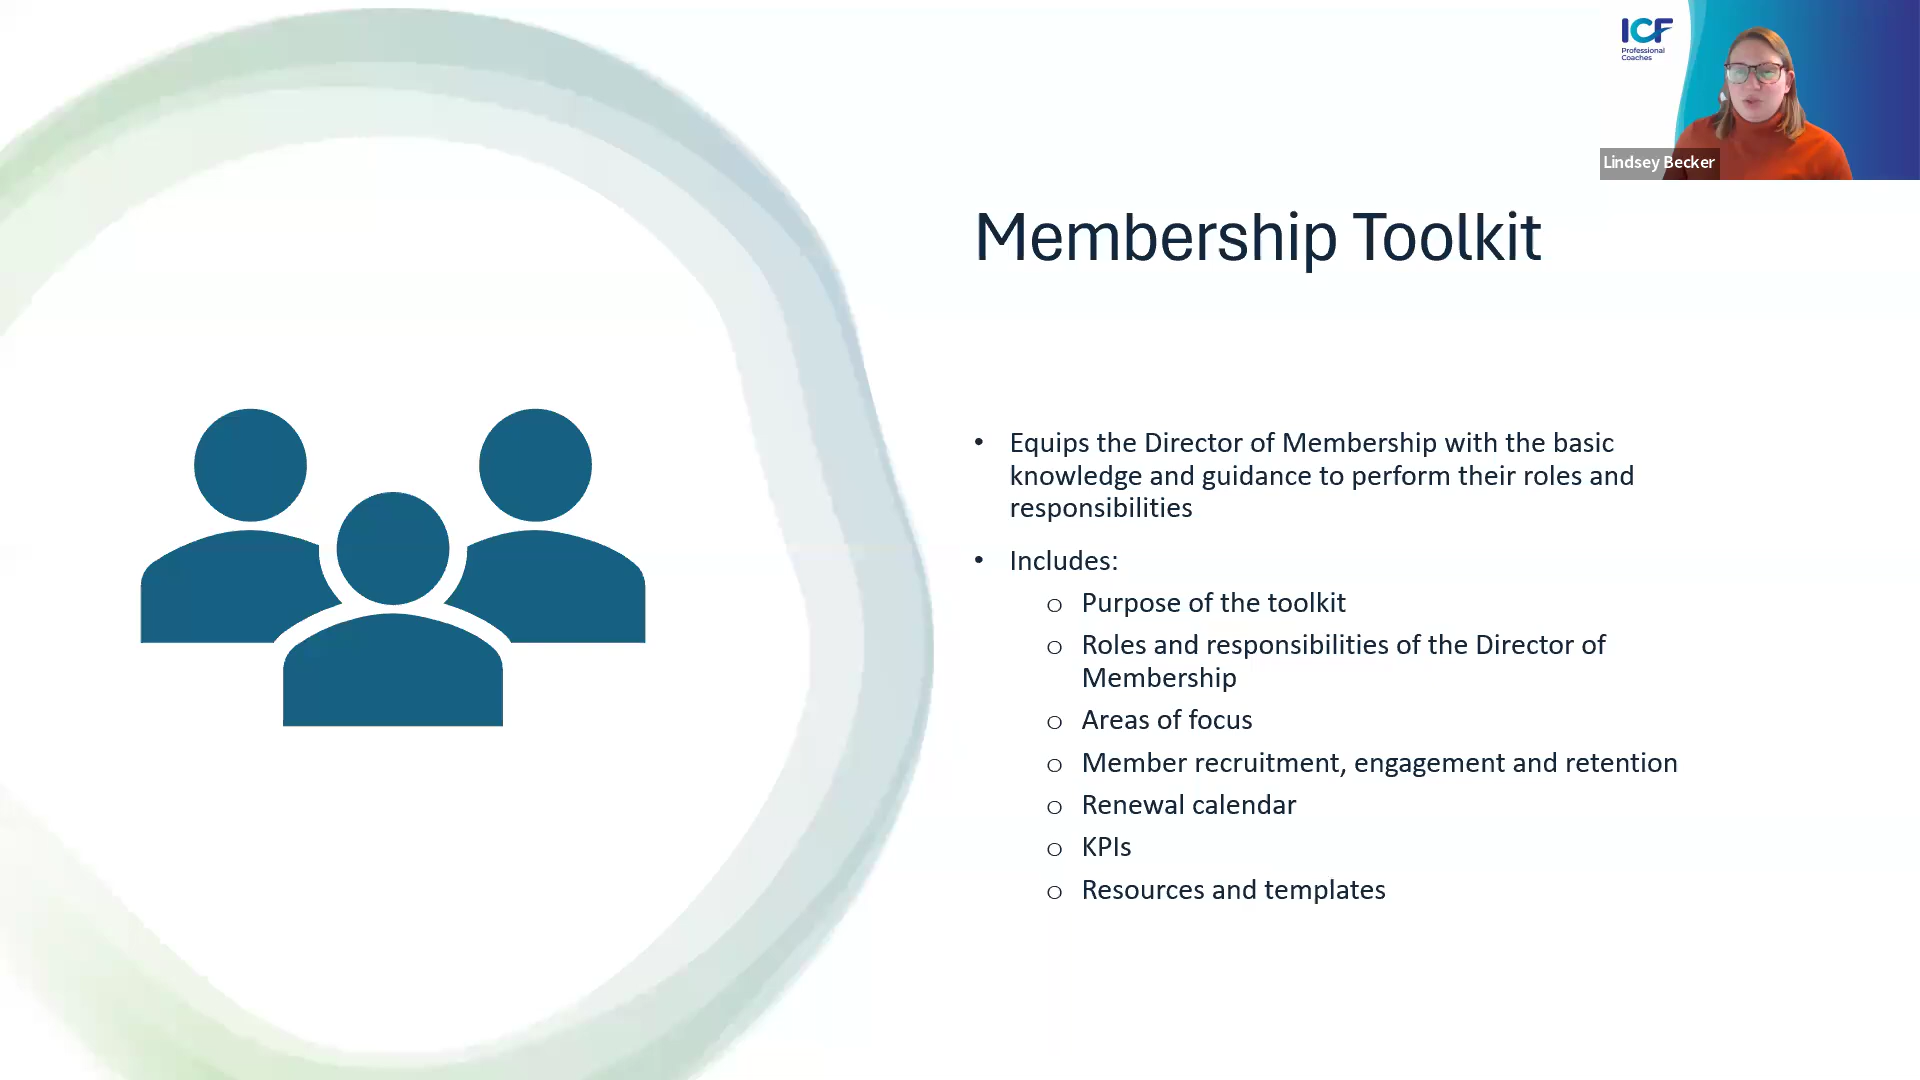 ICF
Professional
Coaches
Lindsey Becker
Membership Toolkit
• Equips the Director of Membership with the basic
knowledge and guidance to perform their roles and
responsibilities
• Includes:
o Purpose of the toolkit
o Roles and responsibilities of the Director of
Membership
o Areas of focus
o Member recruitment, engagement and retention
o Renewal calendar
o KPIs
o Resources and templates